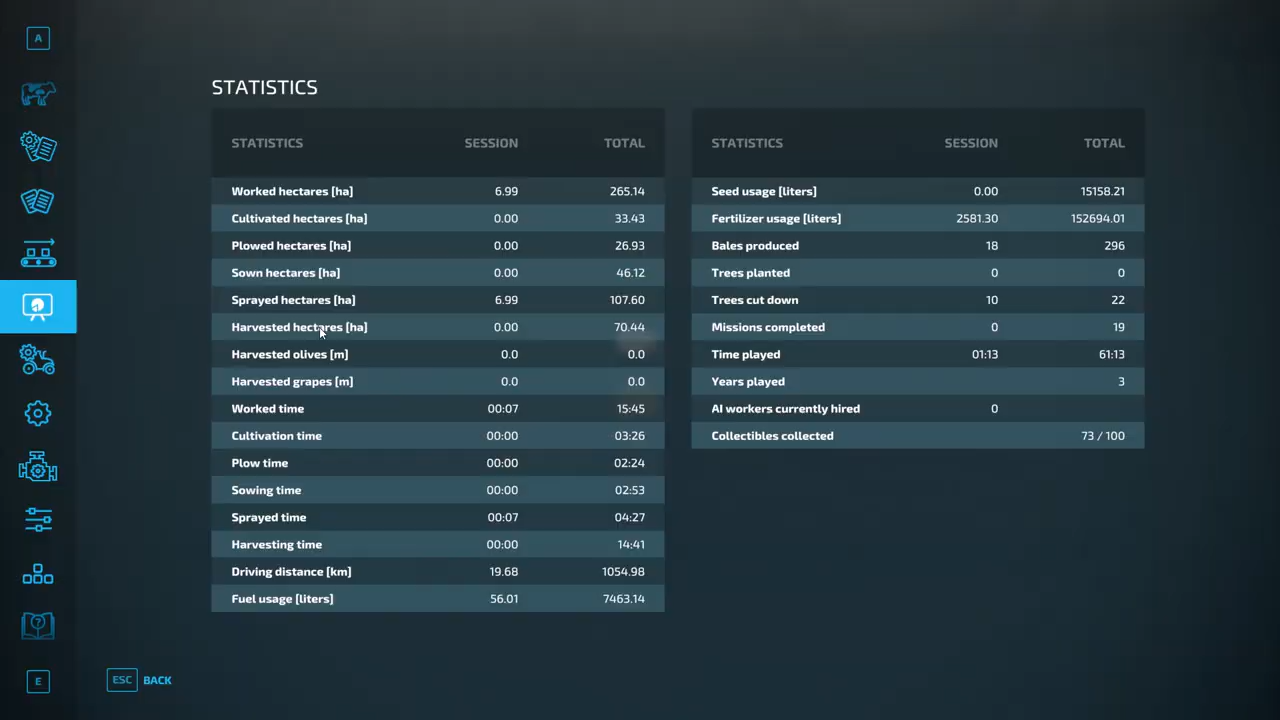 A
STATISTICS
STATISTICS SESSION TOTAL
Worked hectares [ha] 6.99 265.14
Cultivated hectares [ha] 0.00 33.43
Plowed hectares [ha] 0.00 26.93
Sown hectares [ha] 0.00 46.12
Sprayed hectares [ha] 6.99 107.60
Harvested hectares [ha] 0.00 70.44
Harvested olives [m] 0.0 0.0
Harvested grapes [m] 0.0 0.0
Worked time 00:07 15:45
Cultivation time 00:00 03:26
Plow time 00:00 02:24
Sowing time 00:00 02:53
Sprayed time 00:07 04:27
Harvesting time 00:00 14:41
Driving distance [km] 19.68 1054.98
Fuel usage [liters] 56.01 7463.14
STATISTICS SESSION TOTAL
Seed usage [liters] 0.00 15158.21
Fertilizer usage [liters] 2581.30 152694.01
Bales produced 18 296
Trees planted 0 0
Trees cut down 10 22
Missions completed 0 19
Time played 01:13 61:13
Years played 3
AI workers currently hired 0
Collectibles collected 73 / 100
?
E
ESC BACK